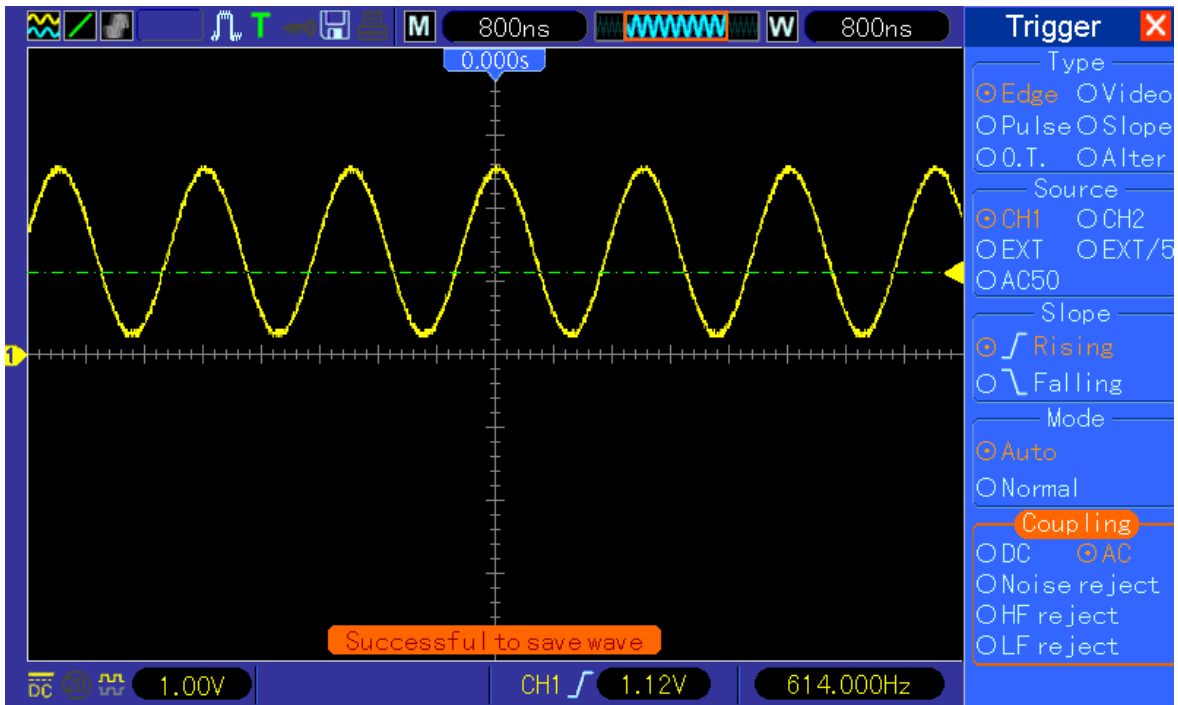 T M 800ns W 800ns Trigger X
0.000s
Type
Edge Video
Pulse Slope
O.T. Alter
Source
CH1 CH2
EXT EXT/5
AC50
Slope
Rising
1
Falling
Mode
Auto
Normal
Coupling
DC AC
Noise reject
HF reject
LF reject
Successful to save wave
DC 20 1.00V CH1 1.12V 614.000Hz